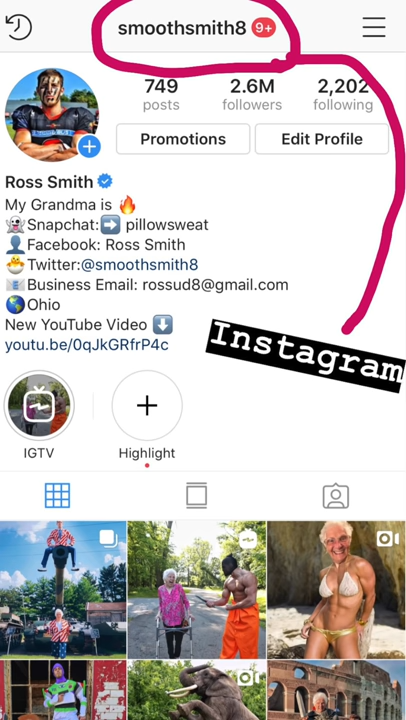 smoothsmith8 9+
749 2.6M 2,202
posts followers following
Promotions Edit Profile
Ross Smith
My Grandma is 🔥
👻Snapchat:➡️ pillowsweat
👤Facebook: Ross Smith
🐣Twitter:@smoothsmith8
📧Business Email: rossud8@gmail.com
🌎Ohio
New YouTube Video ⬇️
youtu.be/0qJkGRfrP4c
Instagram
IGTV Highlight